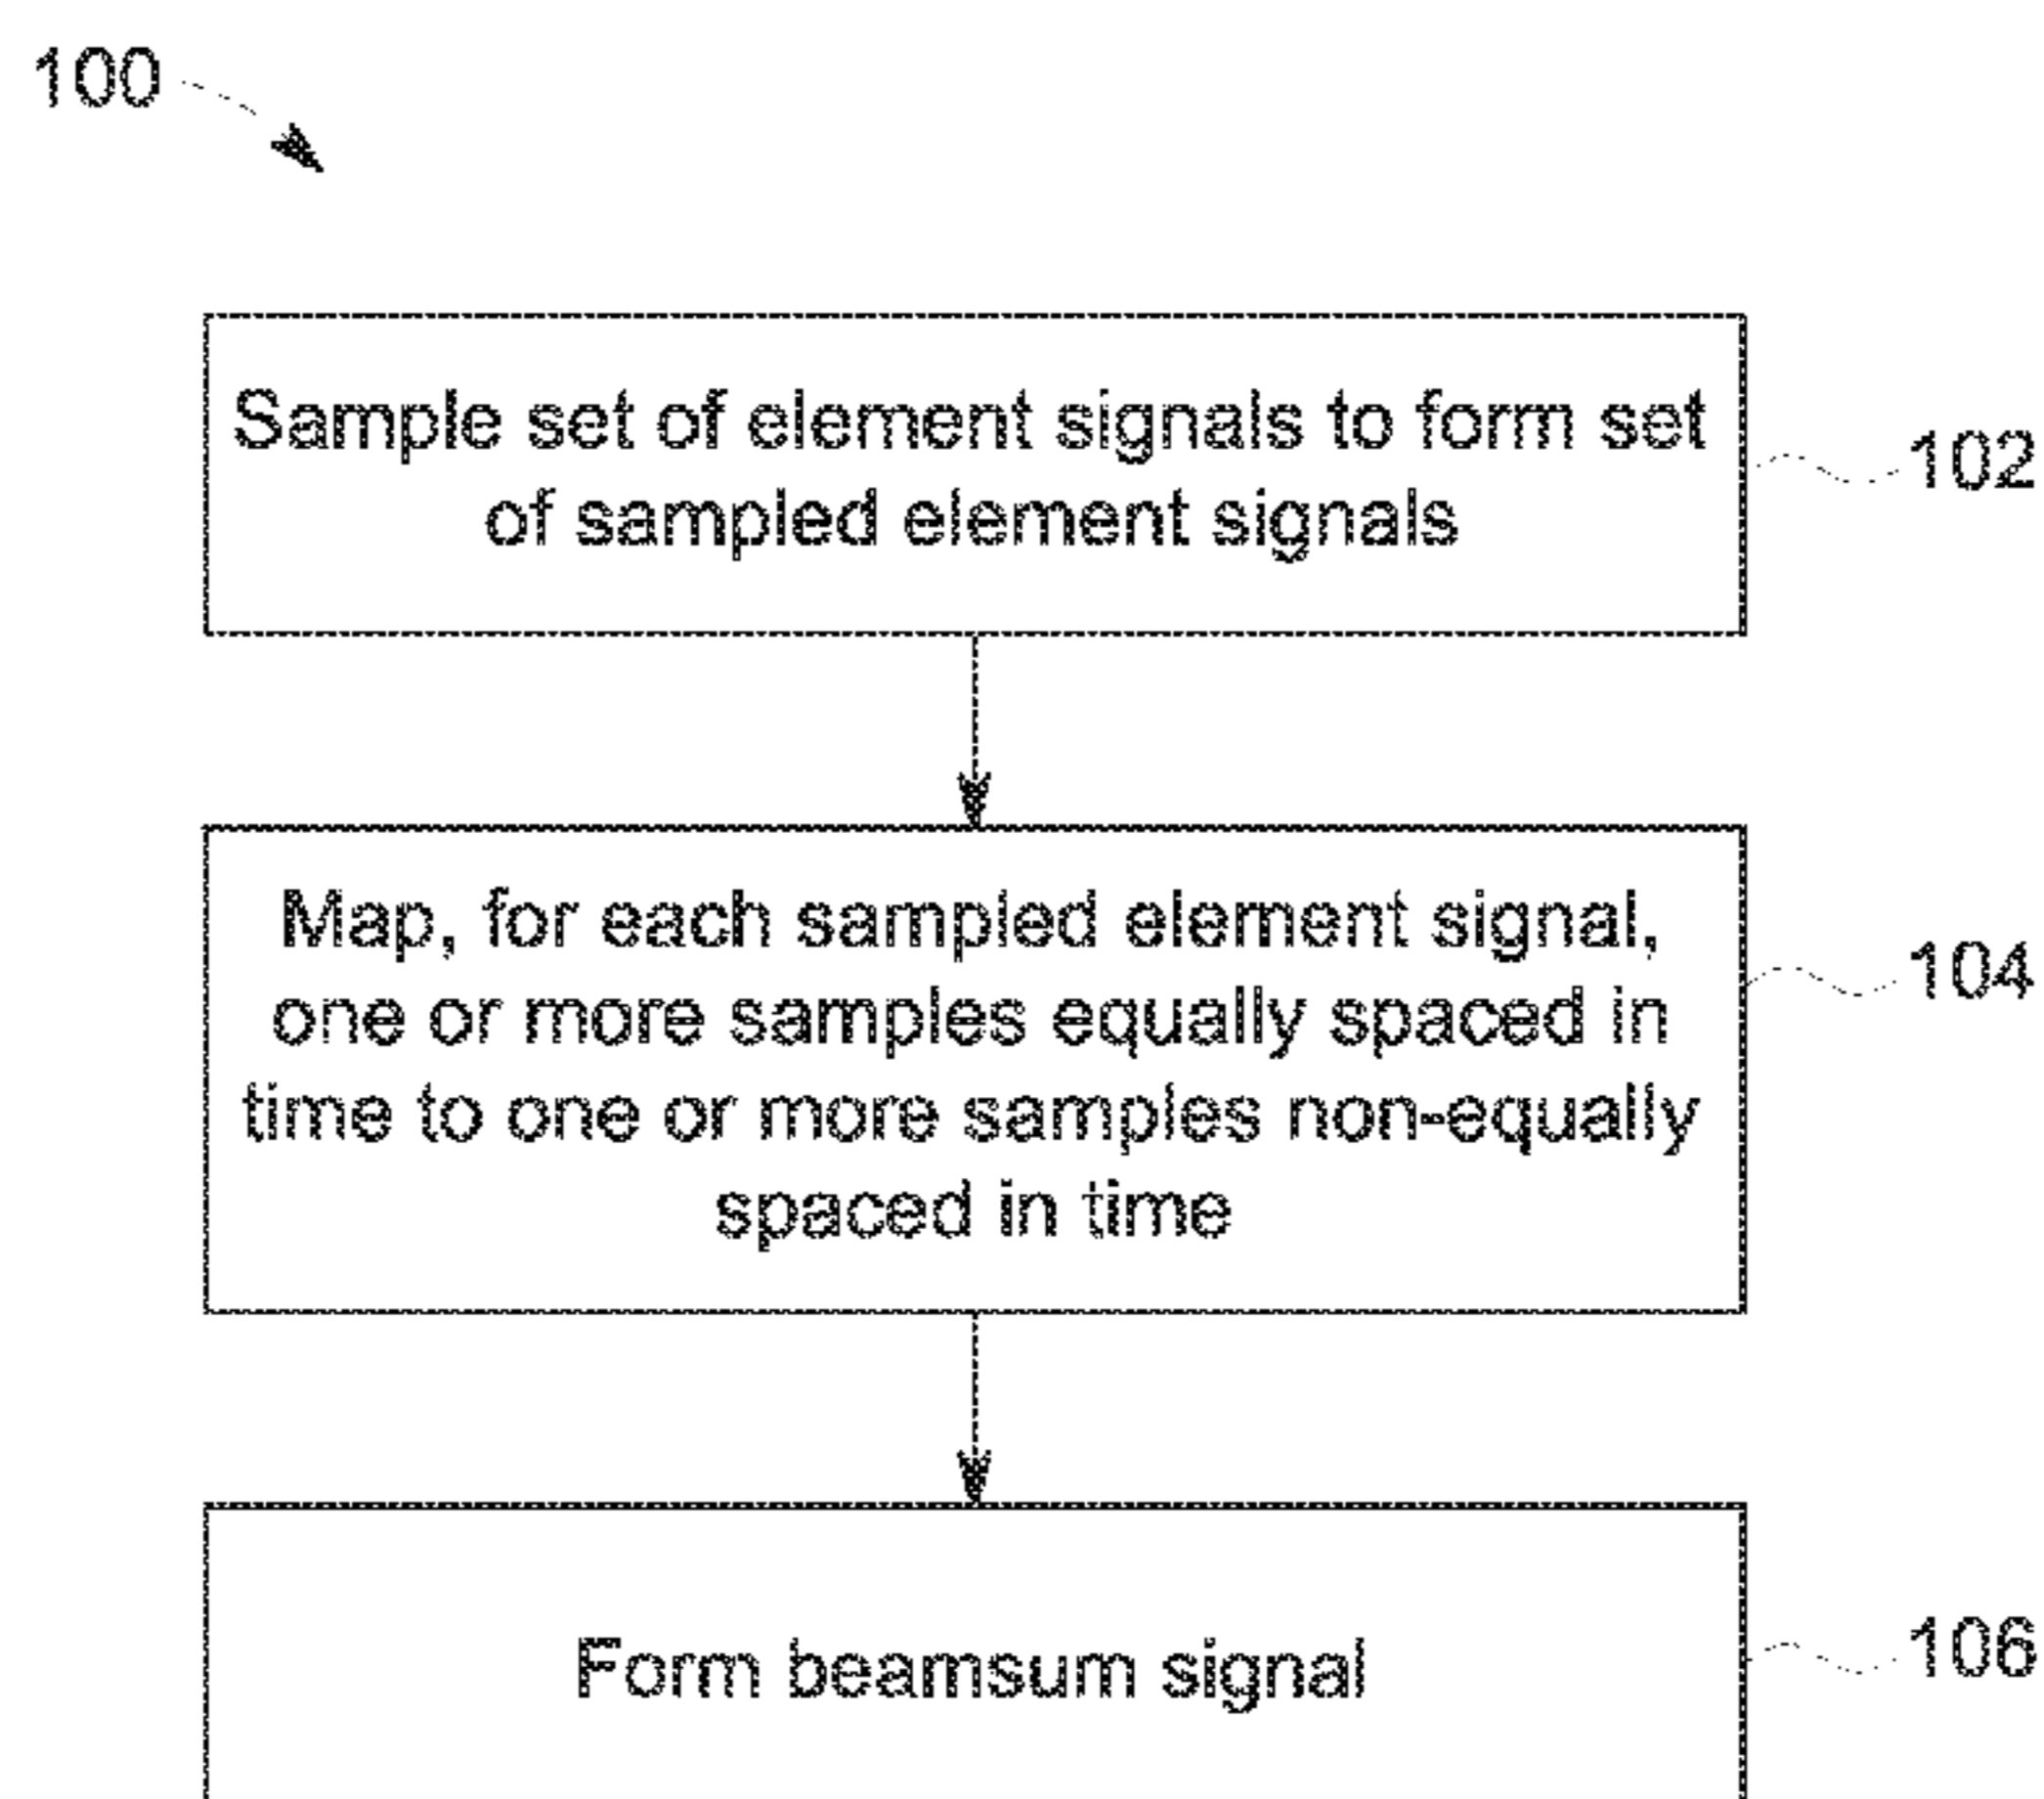 100
Sample set of element signals to form set
of sampled element signals
102
Map, for each sampled element signal,
one or more samples equally spaced in
time to one or more samples non-equally
spaced in time
104
Form beamsum signal
106